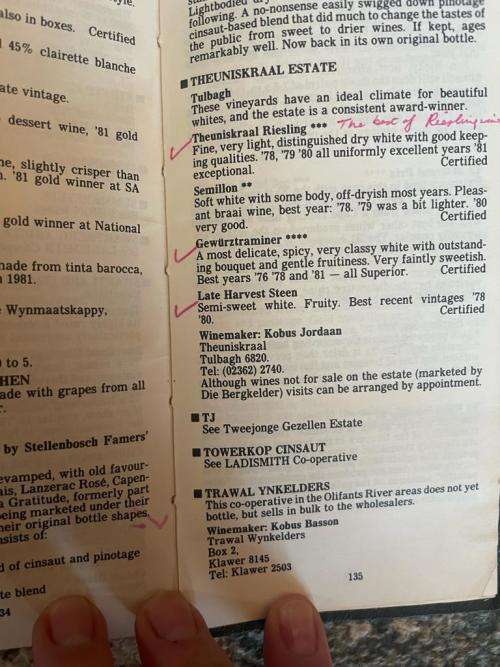 also in boxes. Certified
45% clairette blanche
ate vintage.
dessert wine, '81 gold
ne, slightly crisper than
'81 gold winner at SA
gold winner at National
made from tinta barocca,
1981.
Wynmaatskappy,
to 5.
HEN
ade with grapes from all
by Stellenbosch Famers'
evamped, with old favour-
ais, Lanzerac Rosé, Capen-
a Gratitude, formerly part
being marketed under their
heir original bottle shapes,
nsists of:
d of cinsaut and pinotage
te blend
34
following. A no-nonsense easily swigged down pinotage
cinsaut-based blend that did much to change the tastes of
the public from sweet to drier wines. If kept, ages
remarkably well. Now back in its own original bottle.
■ THEUNISKRAAL ESTATE
Tulbagh
These vineyards have an ideal climate for beautiful
whites, and the estate is a consistent award-winner.
Theuniskraal Riesling *** The best of
Fine, very light, distinguished dry white with good keep-
ing qualities. '78, '79 '80 all uniformly excellent years '81
exceptional. Certified
Semillon **
Soft white with some body, off-dryish most years. Pleas-
ant braai wine, best year: '78. '79 was a bit lighter. '80
very good. Certified
Gewürztraminer ****
A most delicate, spicy, very classy white with outstand-
ing bouquet and gentle fruitiness. Very faintly sweetish.
Best years '76 '78 and '81 — all Superior. Certified
Late Harvest Steen
Semi-sweet white. Fruity. Best recent vintages '78
'80. Certified
Winemaker: Kobus Jordaan
Theuniskraal
Tulbagh 6820.
Tel: (02362) 2740.
Although wines not for sale on the estate (marketed by
Die Bergkelder) visits can be arranged by appointment.
■ TJ
See Tweejonge Gezellen Estate
■ TOWERKOP CINSAUT
See LADISMITH Co-operative
■ TRAWAL YNKELDERS
This co-operative in the Olifants River areas does not yet
bottle, but sells in bulk to the wholesalers.
Winemaker: Kobus Basson
Trawal Wynkelders
Box 2,
Klawer 8145
Tel: Klawer 2503
135